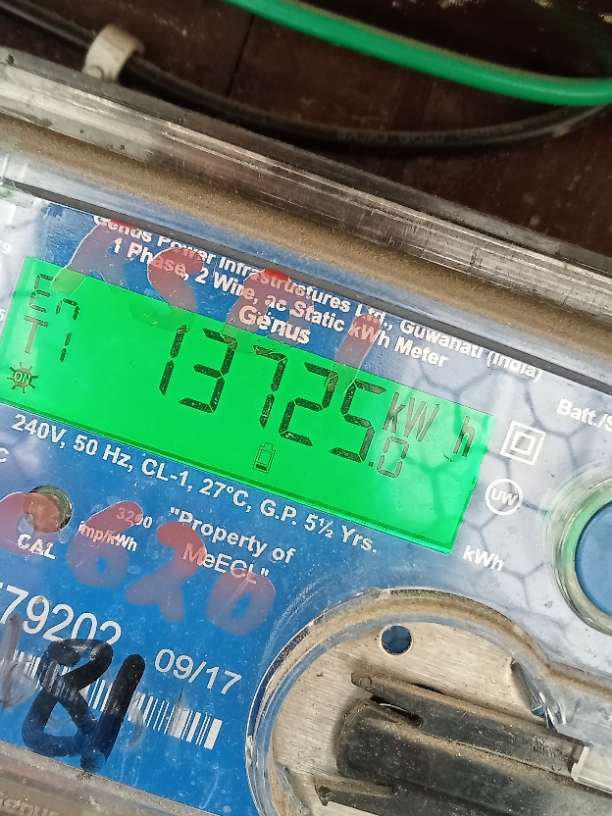 Genus Power Infrastructures Ltd., Guwahati (India)
1 Phase, 2 Wire, ac Static kWh Meter
Genus
T
ON
13725.0
kW h
Batt./S
240V, 50 Hz, CL-1, 27°C, G.P. 5½ Yrs.
UW
kWh
CAL
3200
imp/kWh
"Property of
MeECL"
79202
09/17
181